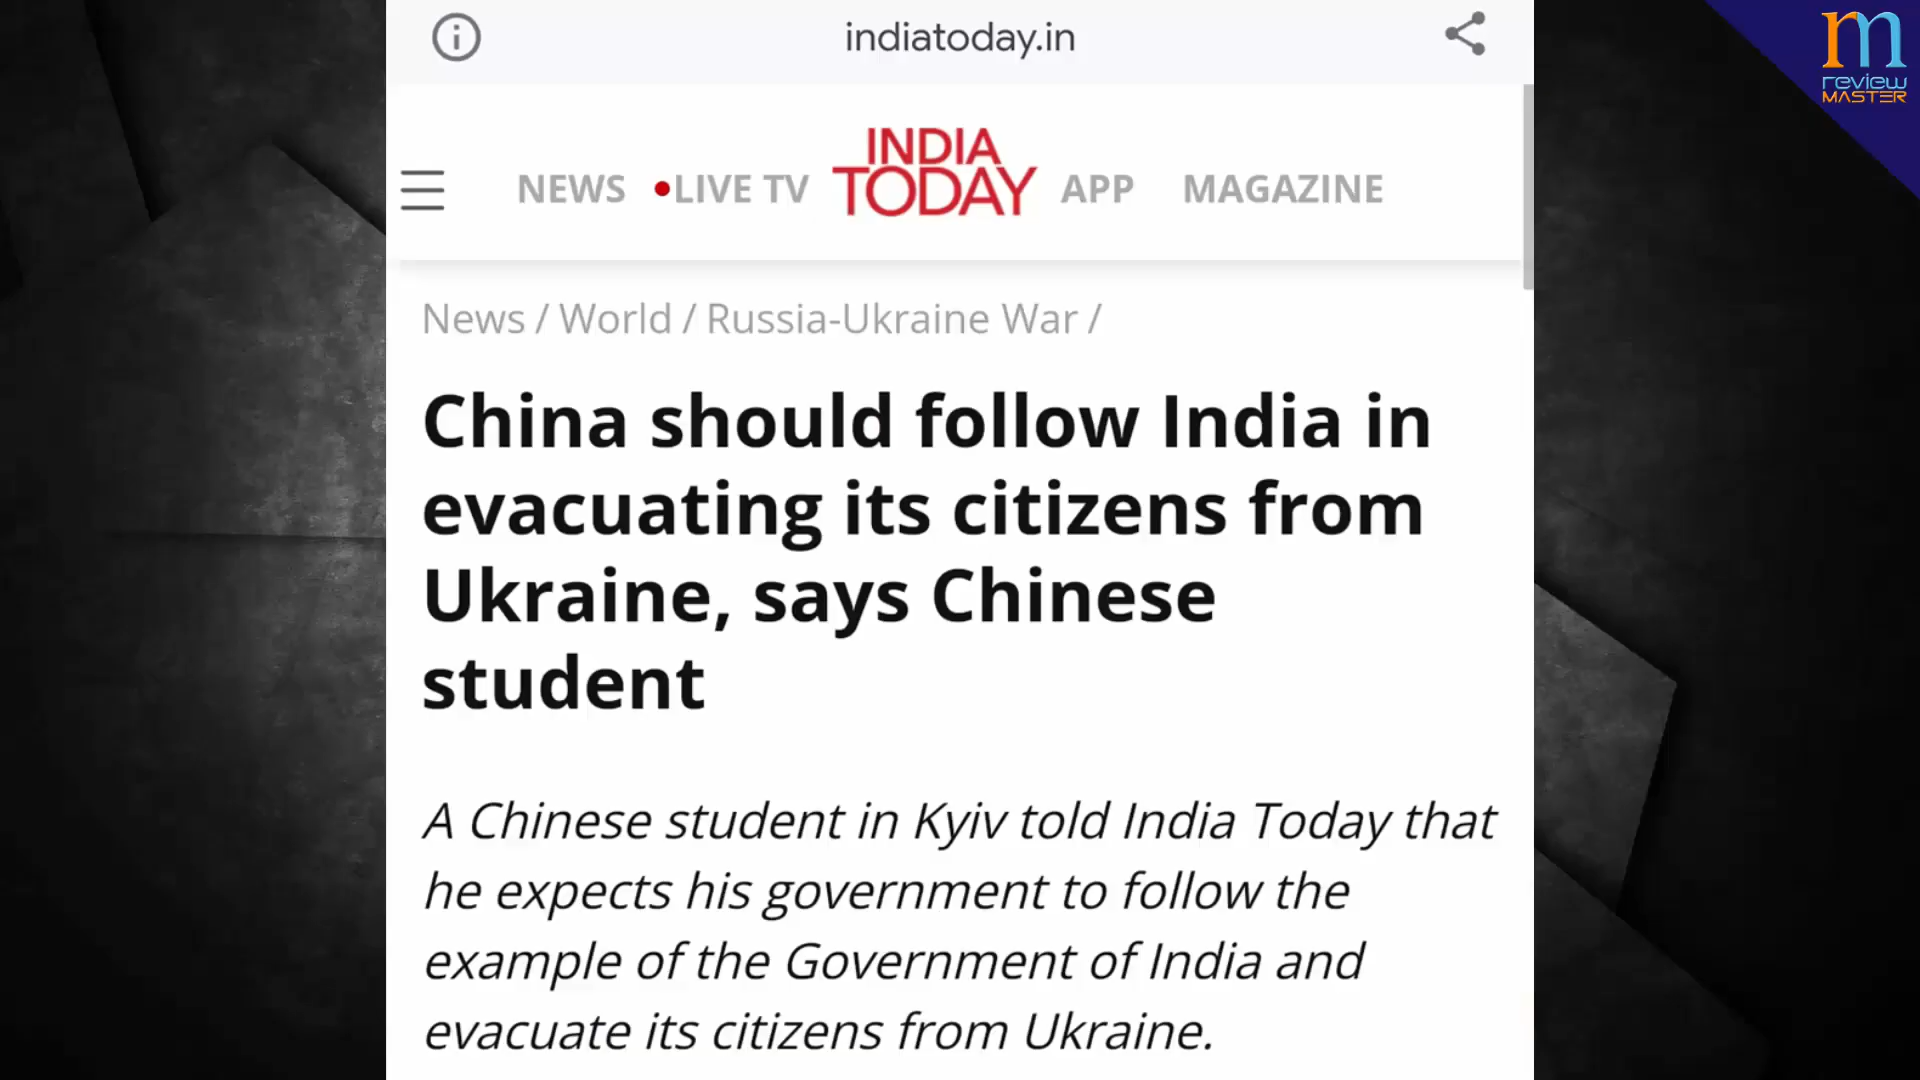 indiatoday.in
m
review
MASTER
NEWS LIVE TV INDIA TODAY APP MAGAZINE
News / World / Russia-Ukraine War /
China should follow India in
evacuating its citizens from
Ukraine, says Chinese
student
A Chinese student in Kyiv told India Today that
he expects his government to follow the
example of the Government of India and
evacuate its citizens from Ukraine.